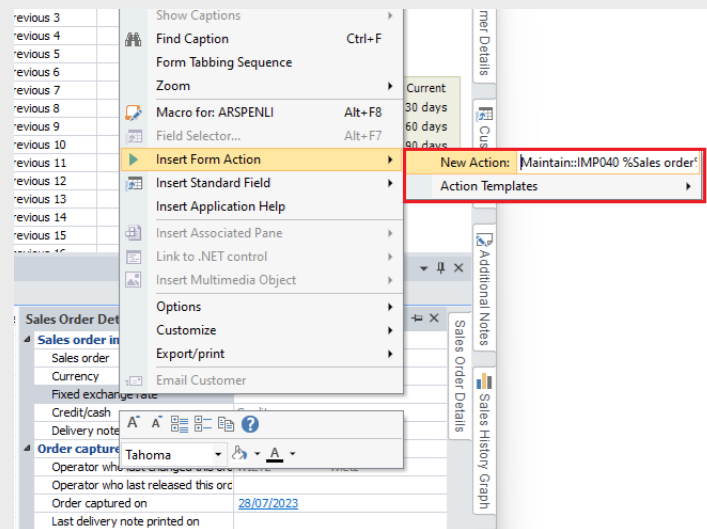 Show Captions
Find Caption Ctrl+F
Form Tabbing Sequence
Zoom
Macro for: ARSPENLI Alt+F8
Field Selector... Alt+F7
Insert Form Action
Insert Standard Field
Insert Application Help
Insert Associated Pane
Link to .NET control
Insert Multimedia Object
Options
Customize
Export/print
Email Customer
New Action: Maintain::IMP040 %Sales order%
Action Templates
revious 3
revious 4
revious 5
revious 6
revious 7
revious 8
revious 9
revious 10
revious 11
revious 12
revious 13
revious 14
revious 15
Current
30 days
60 days
90 days
mer Details
Cus
Additional Notes
Sales History Graph
Sales Order Details
Sales Order Det
Sales order in
Sales order
Currency
Fixed exchange rate
Credit/cash
Delivery note
Order capture
Operator who last changed this ord
Operator who last released this ord
Order captured on 28/07/2023
Last delivery note printed on
A A
Tahoma A